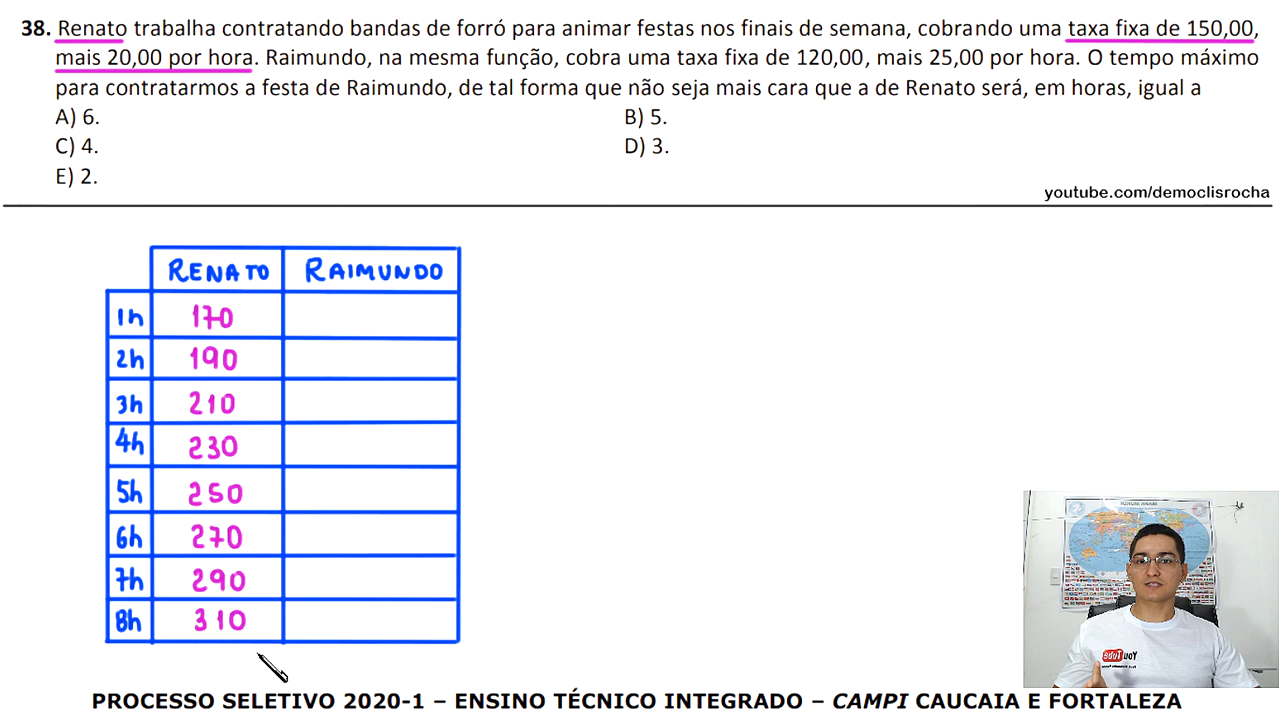 38. Renato trabalha contratando bandas de forró para animar festas nos finais de semana, cobrando uma taxa fixa de 150,00,
mais 20,00 por hora. Raimundo, na mesma função, cobra uma taxa fixa de 120,00, mais 25,00 por hora. O tempo máximo
para contratarmos a festa de Raimundo, de tal forma que não seja mais cara que a de Renato será, em horas, igual a
A) 6. B) 5.
C) 4. D) 3.
E) 2.
youtube.com/democlisrocha
RENATO RAIMUNDO
1h 170
2h 190
3h 210
4h 230
5h 250
6h 270
7h 290
8h 310
PROCESSO SELETIVO 2020-1 – ENSINO TÉCNICO INTEGRADO – CAMPI CAUCAIA E FORTALEZA